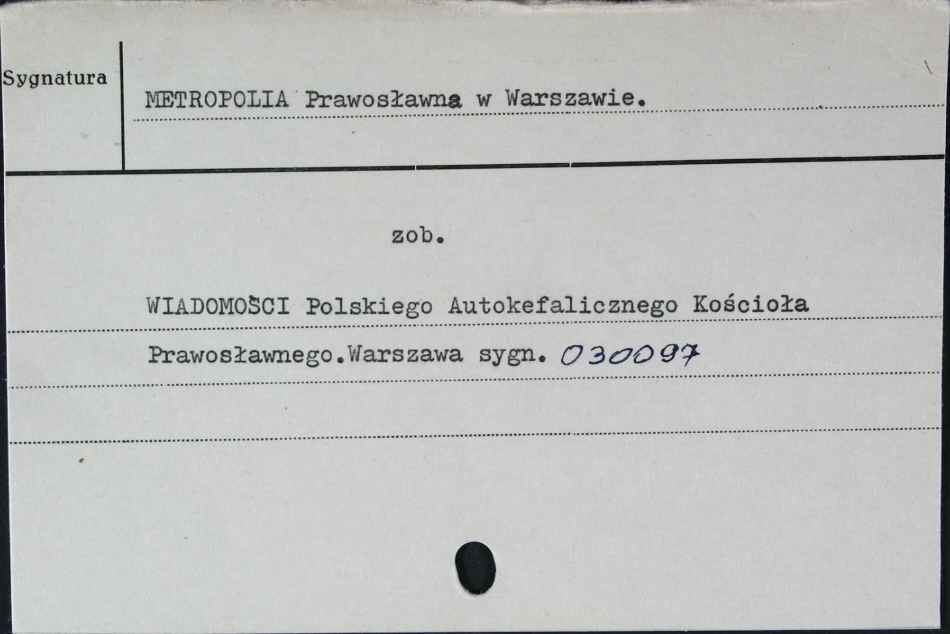 Sygnatura
METROPOLIA Prawosławna w Warszawie.
zob.
WIADOMOŚCI Polskiego Autokefalicznego Kościoła
Prawosławnego.Warszawa sygn. 030097